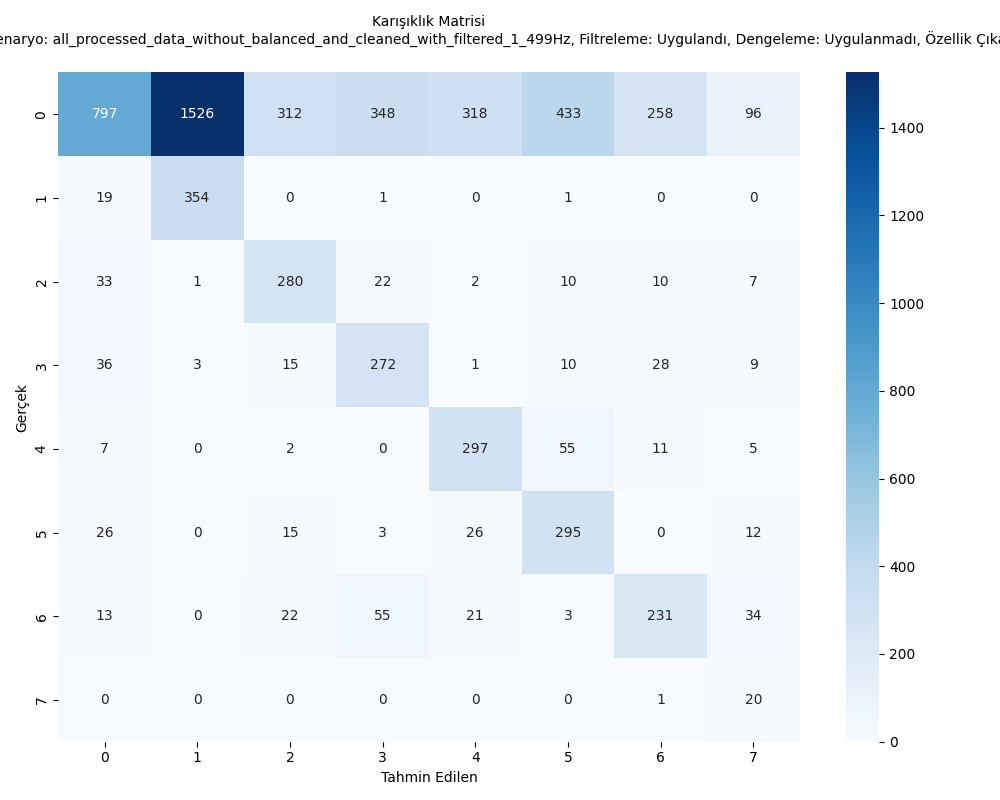 Karışıklık Matrisi
enaryo: all_processed_data_without_balanced_and_cleaned_with_filtered_1_499Hz, Filtreleme: Uygulandı, Dengeleme: Uygulanmadı, Özellik Çıka
0 797 1526 312 348 318 433 258 96
1 19 354 0 1 0 1 0 0
2 33 1 280 22 2 10 10 7
3 36 3 15 272 1 10 28 9
4 7 0 2 0 297 55 11 5
5 26 0 15 3 26 295 0 12
6 13 0 22 55 21 3 231 34
7 0 0 0 0 0 0 1 20
0 1 2 3 4 5 6 7
Gerçek
Tahmin Edilen
1400
1200
1000
800
600
400
200
0